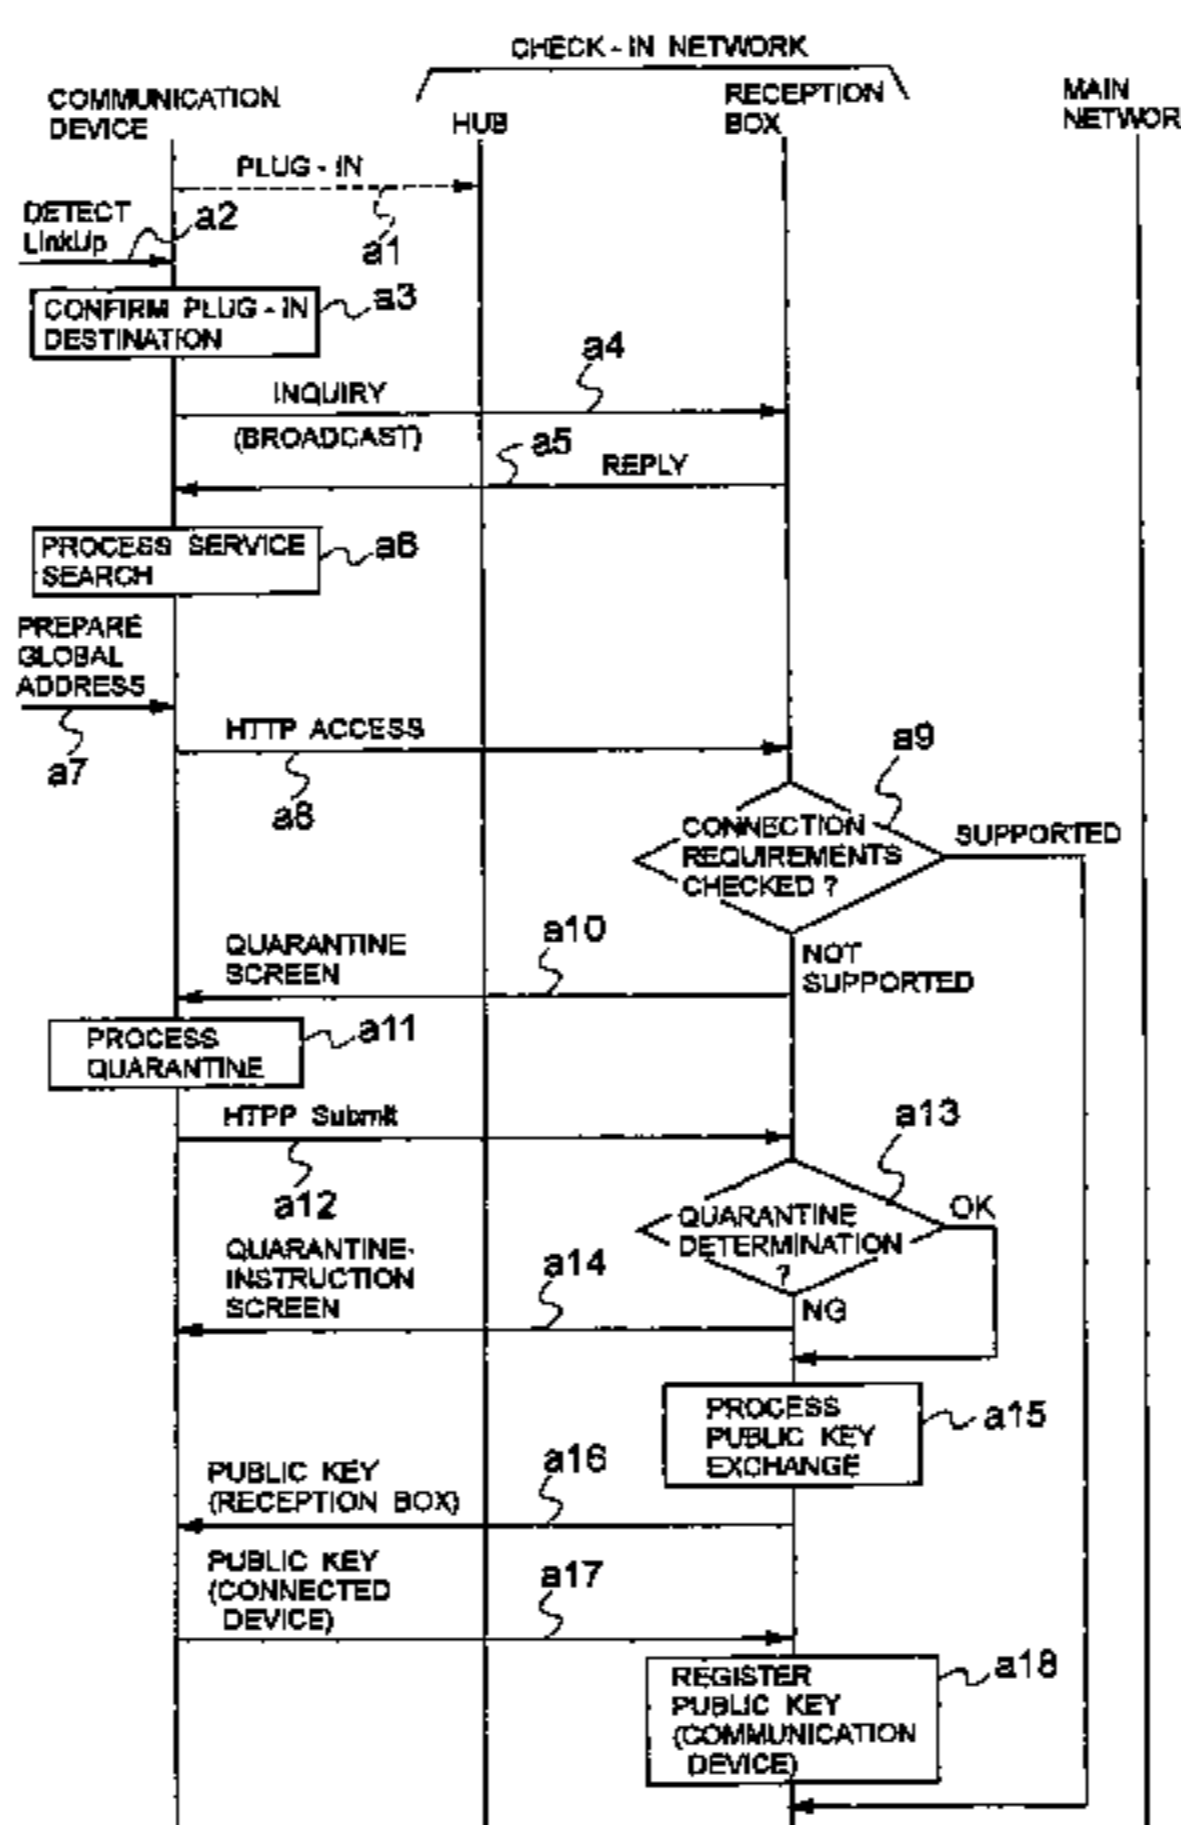 CHECK - IN NETWORK
COMMUNICATION
DEVICE
HUB
RECEPTION
BOX
MAIN
NETWOR
PLUG - IN
a1
DETECT
LinkUp
a2
CONFIRM PLUG - IN
DESTINATION
a3
INQUIRY
(BROADCAST)
a4
a5
REPLY
PROCESS SERVICE
SEARCH
a6
PREPARE
GLOBAL
ADDRESS
a7
HTTP ACCESS
a8
a9
CONNECTION
REQUIREMENTS
CHECKED ?
SUPPORTED
NOT
SUPPORTED
QUARANTINE
SCREEN
a10
PROCESS
QUARANTINE
a11
HTPP Submit
a12
a13
QUARANTINE
DETERMINATION
?
OK
NG
QUARANTINE-
INSTRUCTION
SCREEN
a14
PROCESS
PUBLIC KEY
EXCHANGE
a15
PUBLIC KEY
(RECEPTION BOX)
a16
PUBLIC KEY
(CONNECTED
DEVICE)
a17
REGISTER
PUBLIC KEY
(COMMUNICATION
DEVICE)
a18